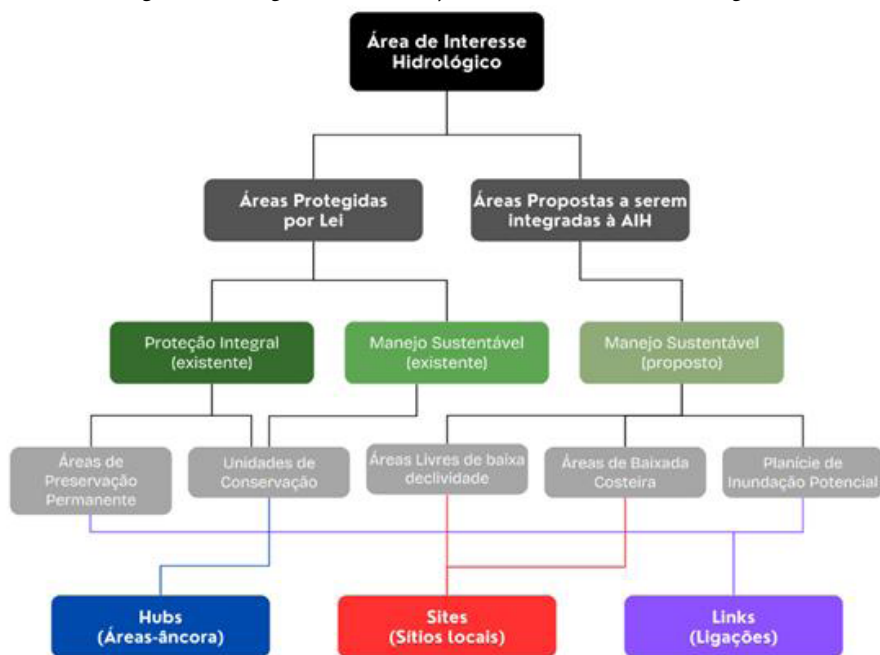 Área de Interesse
Hidrológico
Áreas Protegidas
por Lei
Áreas Propostas a serem
integradas à AIH
Proteção Integral
(existente)
Manejo Sustentável
(existente)
Manejo Sustentável
(proposto)
Áreas de
Preservação
Permanente
Unidades de
Conservação
Áreas Livres de baixa
declividade
Áreas de Baixada
Costeira
Planície de
Inundação Potencial
Hubs
(Áreas-âncora)
Sites
(Sítios locais)
Links
(Ligações)